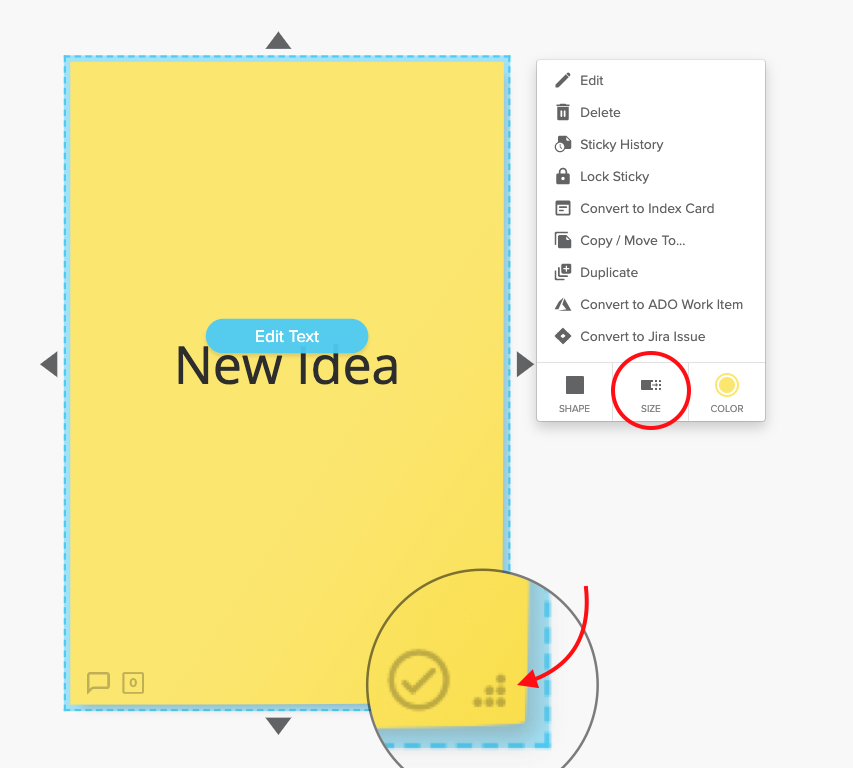 Edit Text
New Idea
0
Edit
Delete
Sticky History
Lock Sticky
Convert to Index Card
Copy / Move To...
Duplicate
Convert to ADO Work Item
Convert to Jira Issue
SHAPE
SIZE
COLOR